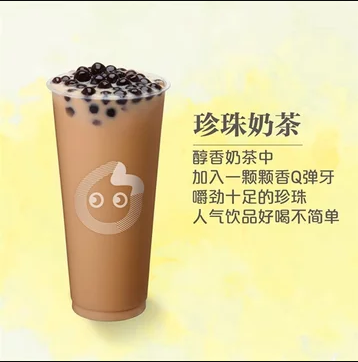 珍珠奶茶
醇香奶茶中
加入一颗颗香Q弹牙
嚼劲十足的珍珠
人气饮品好喝不简单